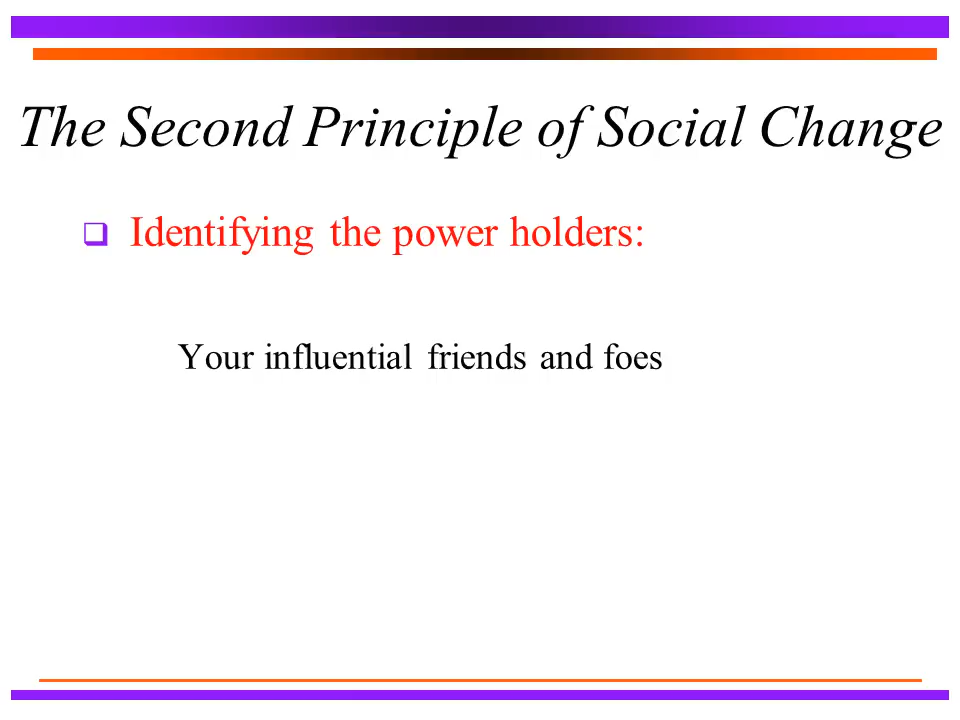 The Second Principle of Social Change
Identifying the power holders:
Your influential friends and foes